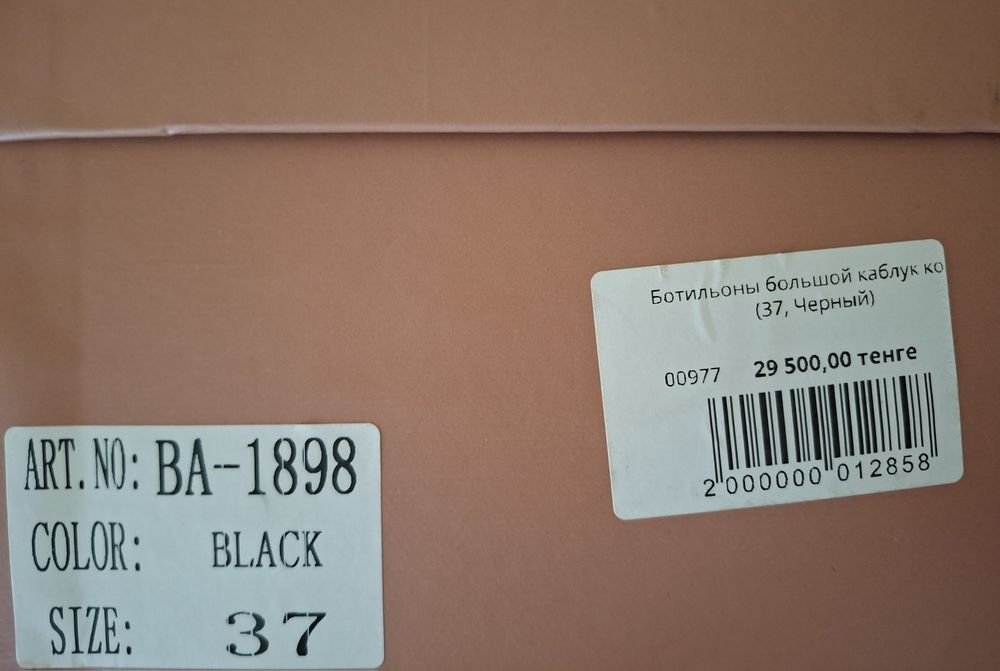 Ботильоны большой каблук ко
(37, Черный)
00977 29 500,00 тенге
2 000000 012858
ART.NO: BA-1898
COLOR: BLACK
SIZE: 37